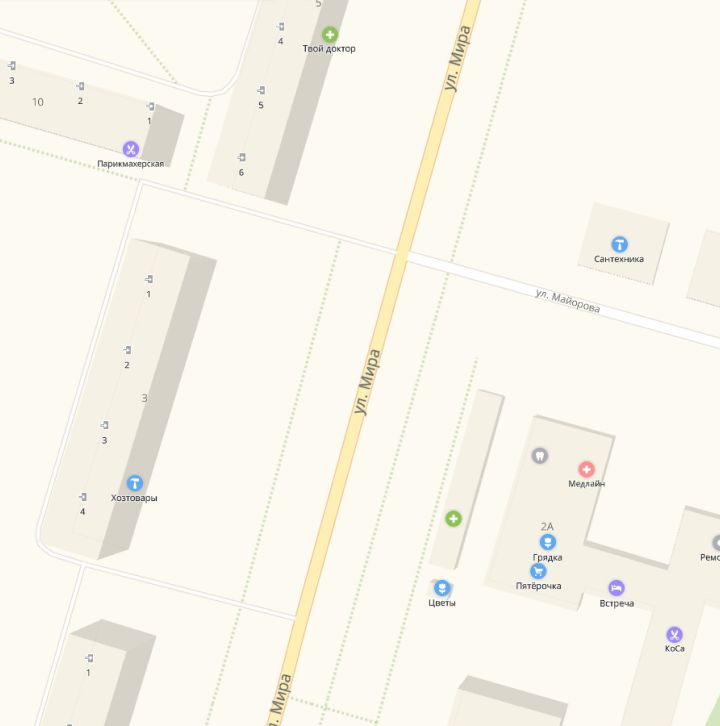 5
4
Твой доктор
ул. Мира
3
2
10
1
5
Парикмахерская
6
Сантехника
1
ул. Майорова
2
ул. Мира
3
3
Медлайн
4
Хозтовары
2А
Грядка
Пятёрочка
Встреча
Цветы
КоСа
1
Мира